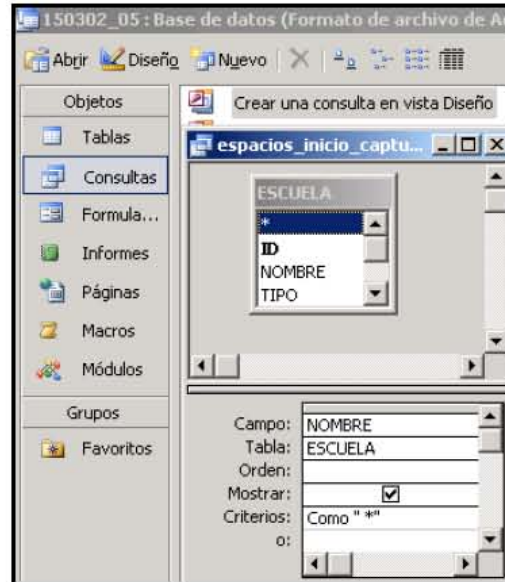 150302_05 : Base de datos (Formato de archivo de A
Abrir Diseño Nuevo
Objetos
Tablas
Consultas
Formula...
Informes
Páginas
Macros
Módulos
Grupos
Favoritos
Crear una consulta en vista Diseño
espacios_inicio_captu...
ESCUELA
*
ID
NOMBRE
TIPO
Campo: NOMBRE
Tabla: ESCUELA
Orden:
Mostrar:
Criterios: Como " *"
o: